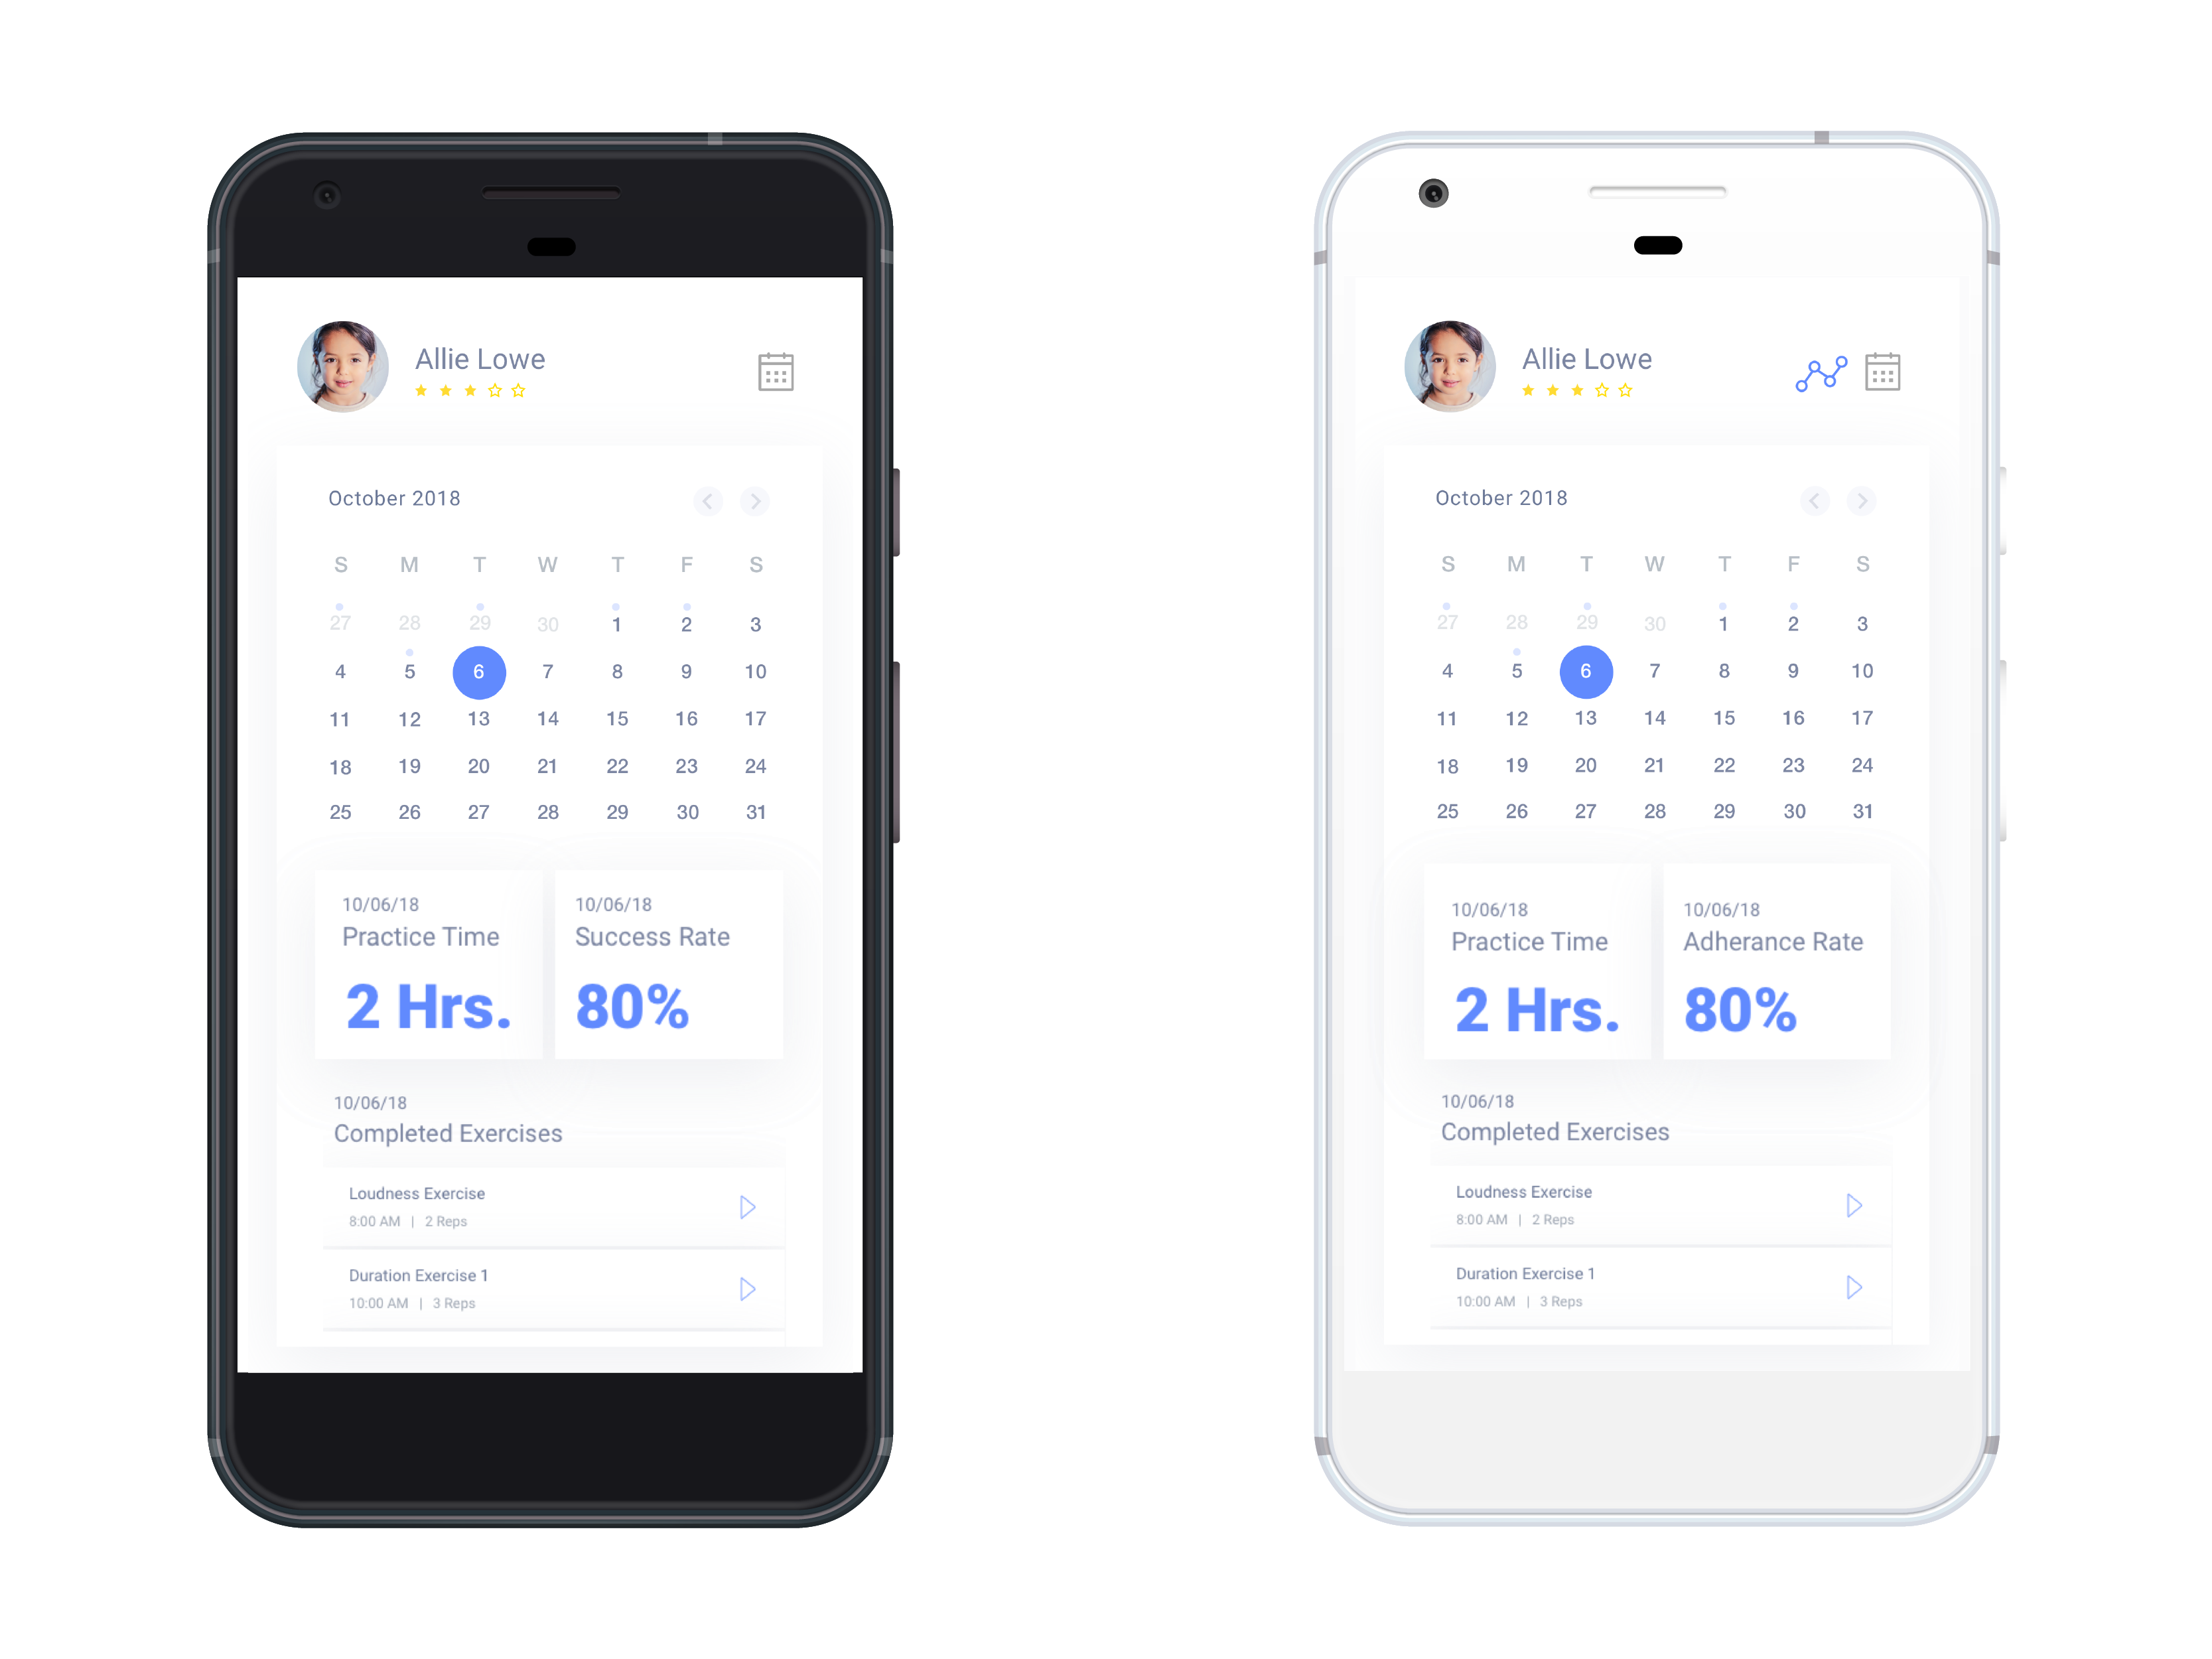 Allie Lowe
October 2018
S M T W T F S
27 28 29 30 1 2 3
4 5 6 7 8 9 10
11 12 13 14 15 16 17
18 19 20 21 22 23 24
25 26 27 28 29 30 31
10/06/18
Practice Time
2 Hrs.
10/06/18
Success Rate
80%
10/06/18
Completed Exercises
Loudness Exercise
8:00 AM | 2 Reps
Duration Exercise 1
10:00 AM | 3 Reps
Allie Lowe
October 2018
S M T W T F S
27 28 29 30 1 2 3
4 5 6 7 8 9 10
11 12 13 14 15 16 17
18 19 20 21 22 23 24
25 26 27 28 29 30 31
10/06/18
Practice Time
2 Hrs.
10/06/18
Adherance Rate
80%
10/06/18
Completed Exercises
Loudness Exercise
8:00 AM | 2 Reps
Duration Exercise 1
10:00 AM | 3 Reps